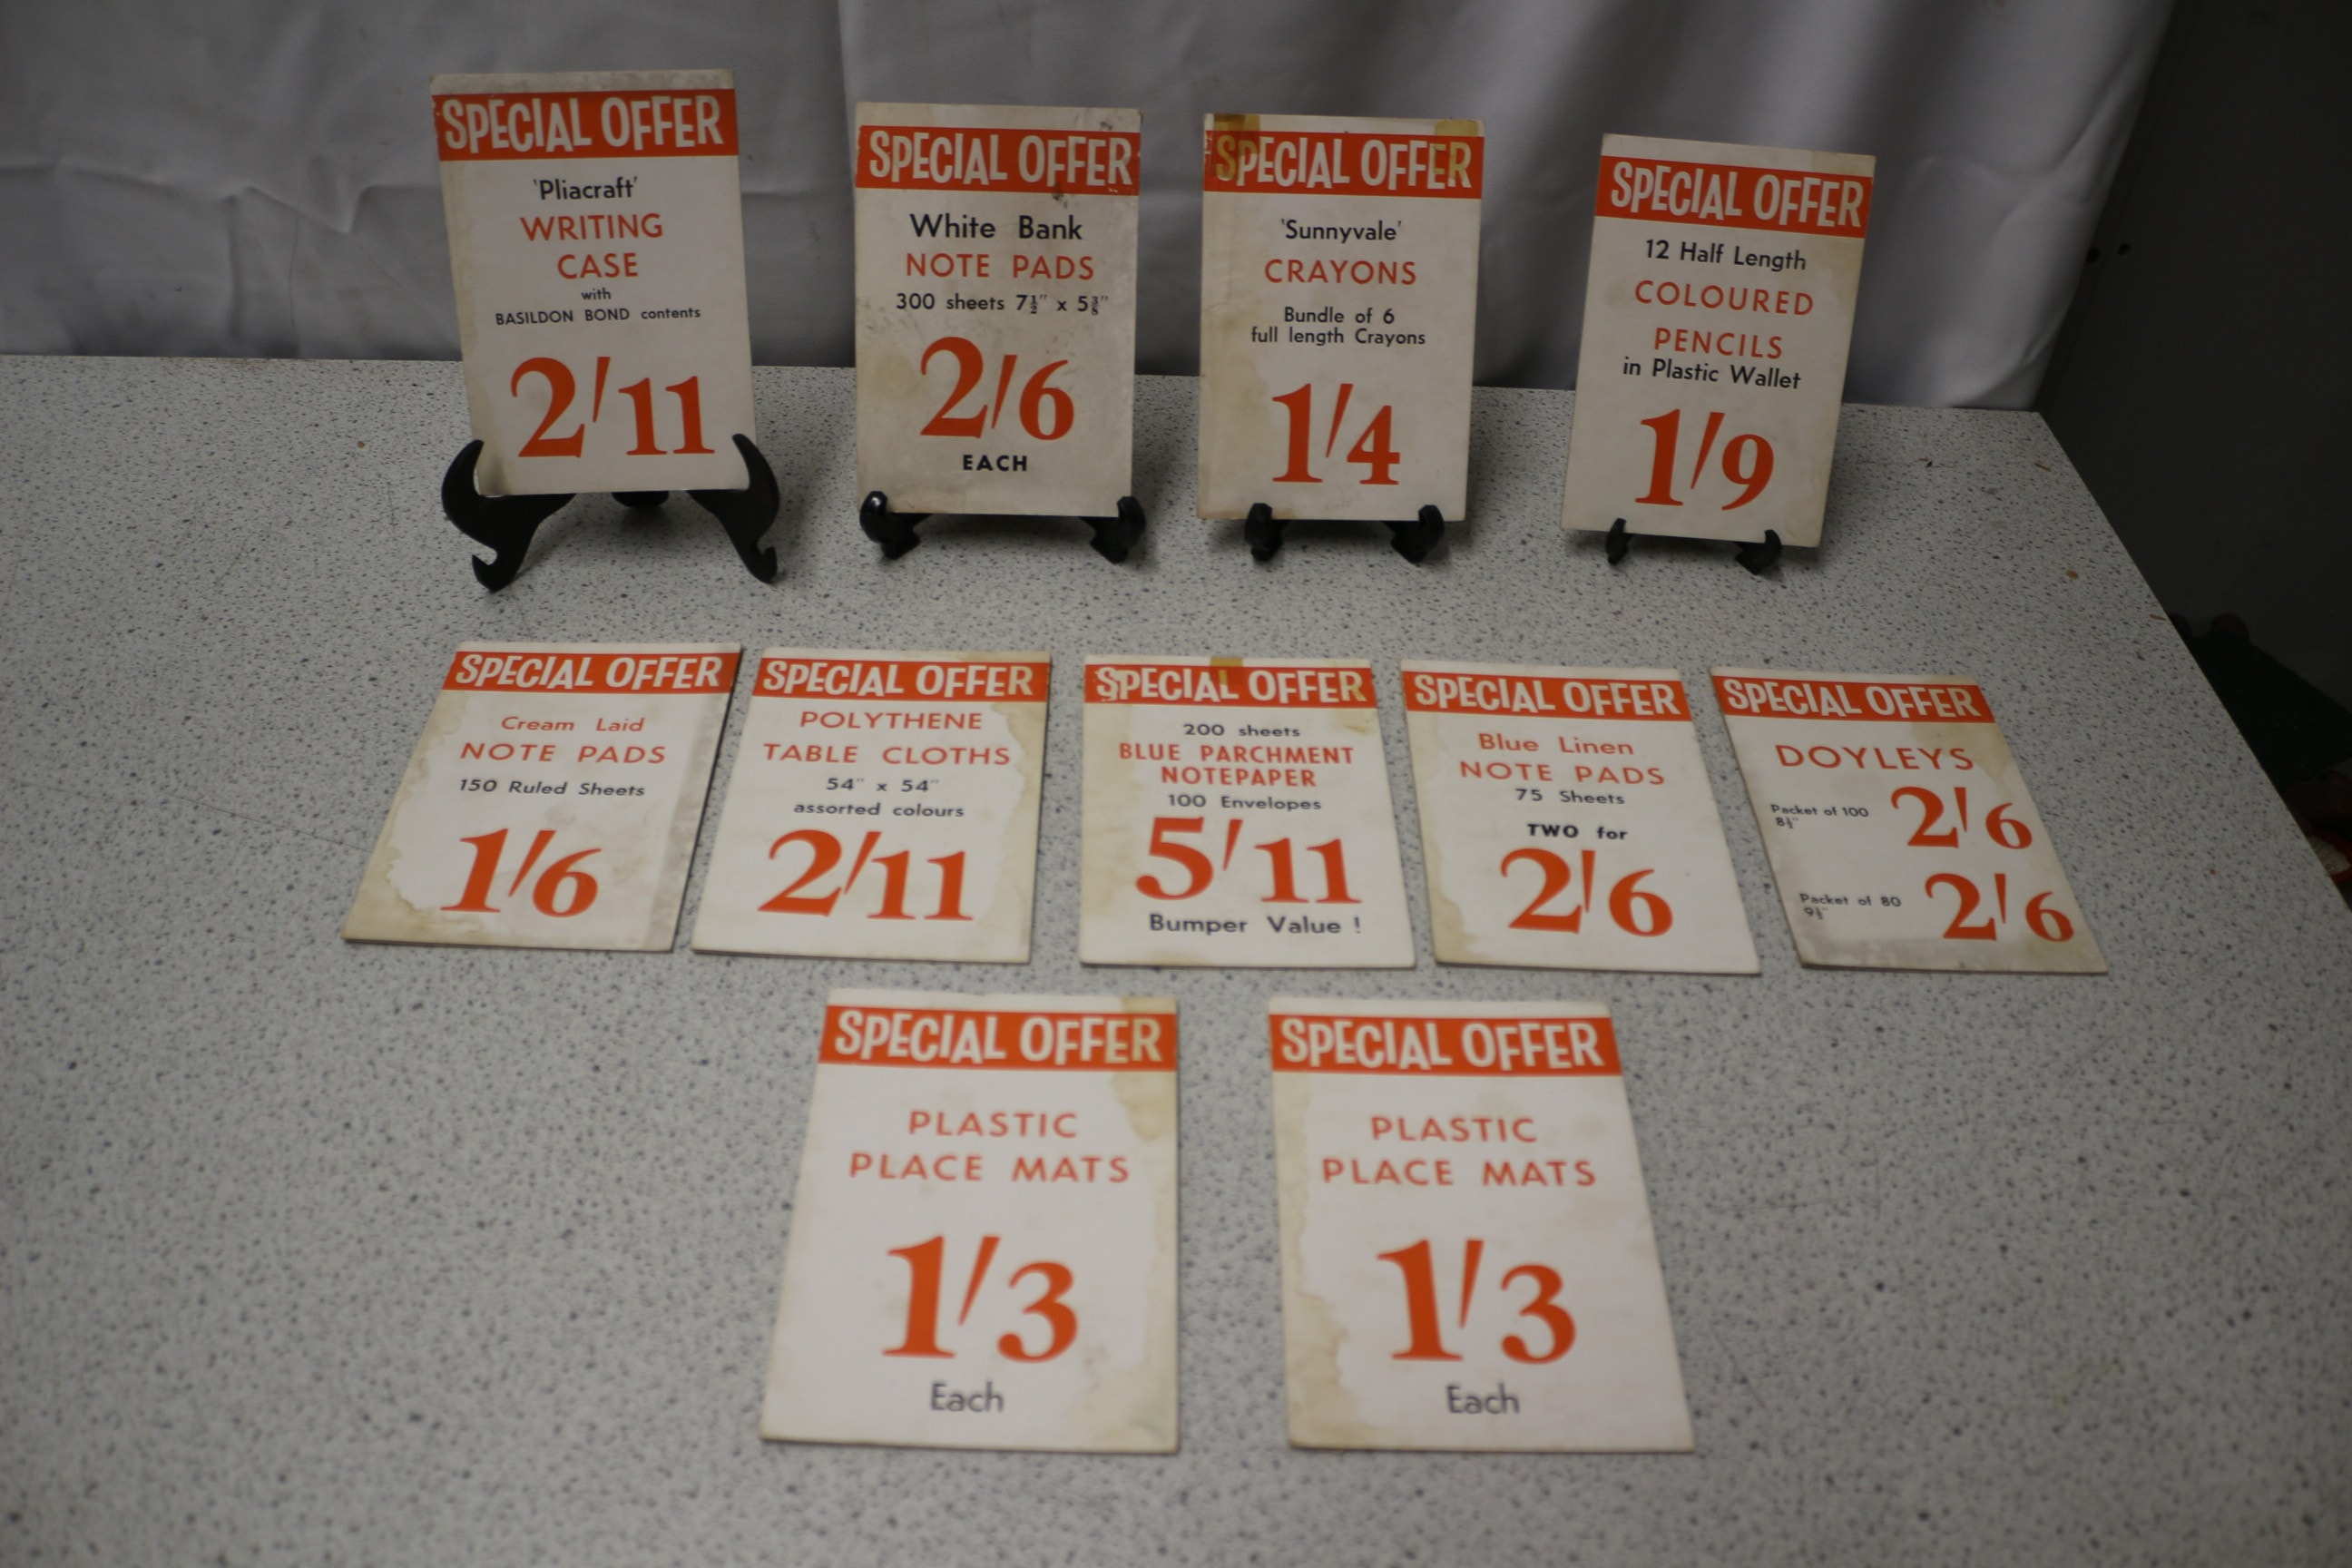 SPECIAL OFFER
'Pliacraft'
WRITING
CASE
with
BASILDON BOND contents
2/11
SPECIAL OFFER
White Bank
NOTE PADS
300 sheets 7½" x 5⅜"
2/6
EACH
SPECIAL OFFER
'Sunnyvale'
CRAYONS
Bundle of 6
full length Crayons
1/4
SPECIAL OFFER
12 Half Length
COLOURED
PENCILS
in Plastic Wallet
1/9
SPECIAL OFFER
Cream Laid
NOTE PADS
150 Ruled Sheets
1/6
SPECIAL OFFER
POLYTHENE
TABLE CLOTHS
54" x 54"
assorted colours
2/11
SPECIAL OFFER
200 sheets
BLUE PARCHMENT
NOTEPAPER
100 Envelopes
5/11
Bumper Value !
SPECIAL OFFER
Blue Linen
NOTE PADS
75 Sheets
TWO for
2/6
SPECIAL OFFER
DOYLEYS
Packet of 100 2/6
8½"
Packet of 80 2/6
9½"
SPECIAL OFFER
PLASTIC
PLACE MATS
1/3
Each
SPECIAL OFFER
PLASTIC
PLACE MATS
1/3
Each